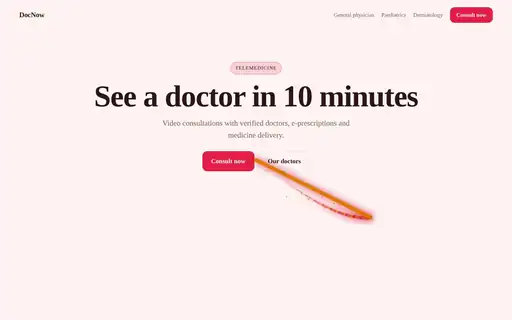 DocNow
General physician Paediatrics Dermatology Consult now
TELEMEDICINE
See a doctor in 10 minutes
Video consultations with verified doctors, e-prescriptions and
medicine delivery.
Consult now Our doctors